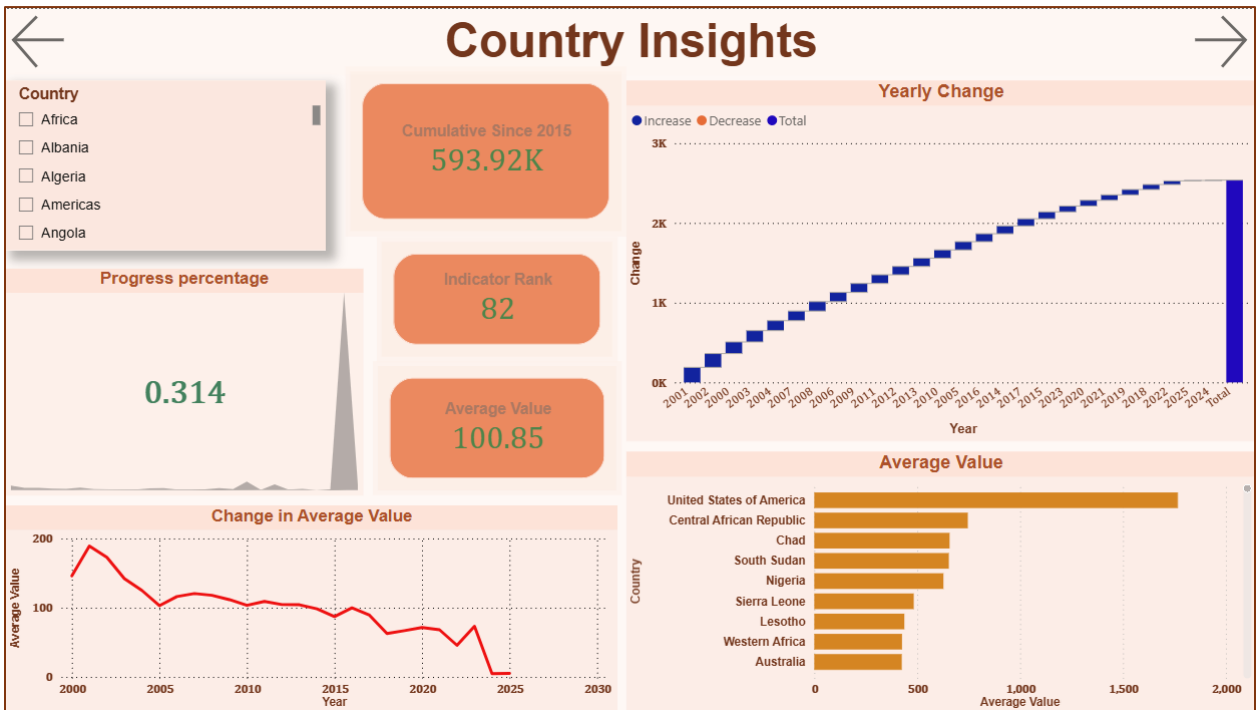 Country Insights
Country
Africa
Albania
Algeria
Americas
Angola
Cumulative Since 2015
593.92K
Indicator Rank
82
Average Value
100.85
Progress percentage
0.314
Change in Average Value
200
100
0
Average Value
2000 2005 2010 2015 2020 2025 2030
Year
Yearly Change
Increase Decrease Total
3K
2K
1K
0K
Change
2001 2002 2000 2003 2004 2007 2008 2006 2009 2011 2012 2013 2010 2005 2016 2014 2017 2015 2023 2020 2021 2019 2018 2022 2025 2024 Total
Year
Average Value
Country
United States of America
Central African Republic
Chad
South Sudan
Nigeria
Sierra Leone
Lesotho
Western Africa
Australia
0 500 1,000 1,500 2,000
Average Value